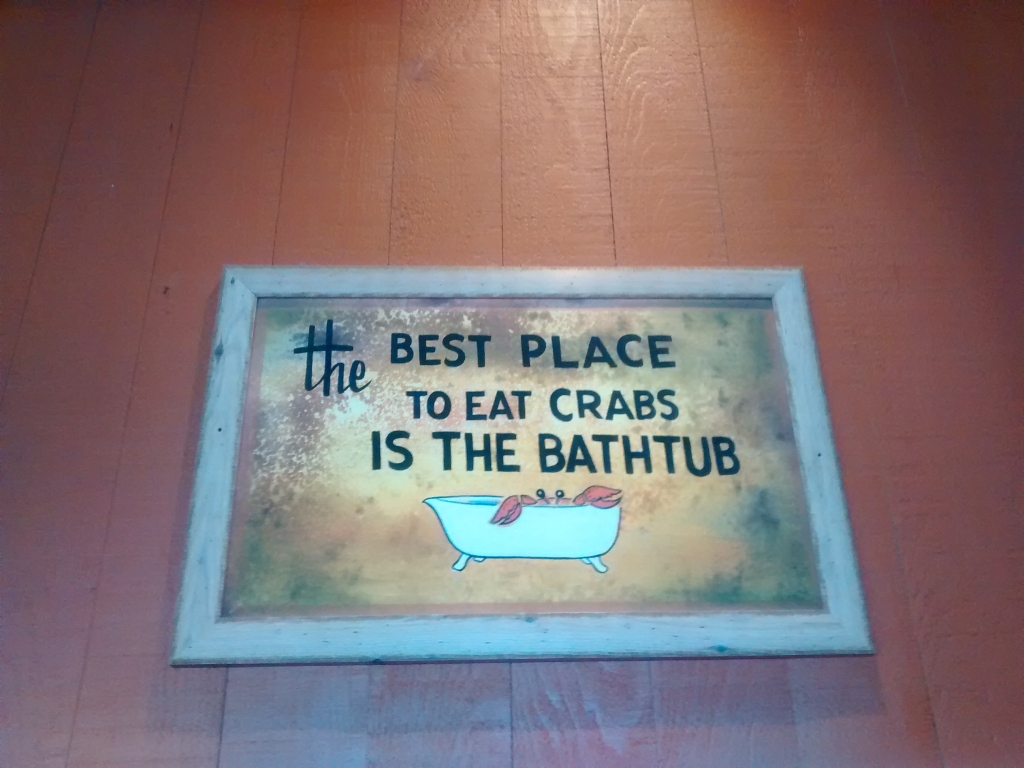 the BEST PLACE
TO EAT CRABS
IS THE BATHTUB